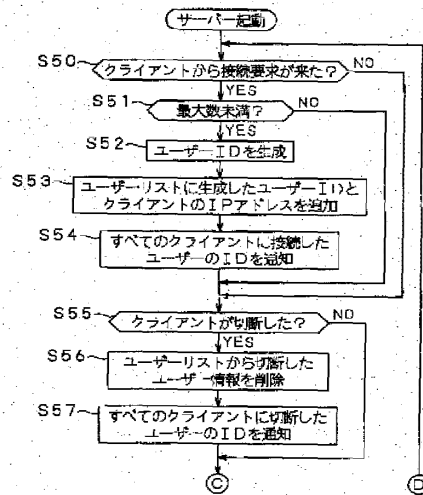 サーバー起動
S50
クライアントから接続要求が来た？
NO
YES
S51
最大数未満？
NO
YES
S52
ユーザーIDを生成
S53
ユーザー・リストに生成したユーザーIDと
クライアントのIPアドレスを追加
S54
すべてのクライアントに接続した
ユーザーのIDを通知
S55
クライアントが切断した？
NO
YES
S56
ユーザーリストから切断した
ユーザー情報を削除
S57
すべてのクライアントに切断した
ユーザーのIDを通知
C
D